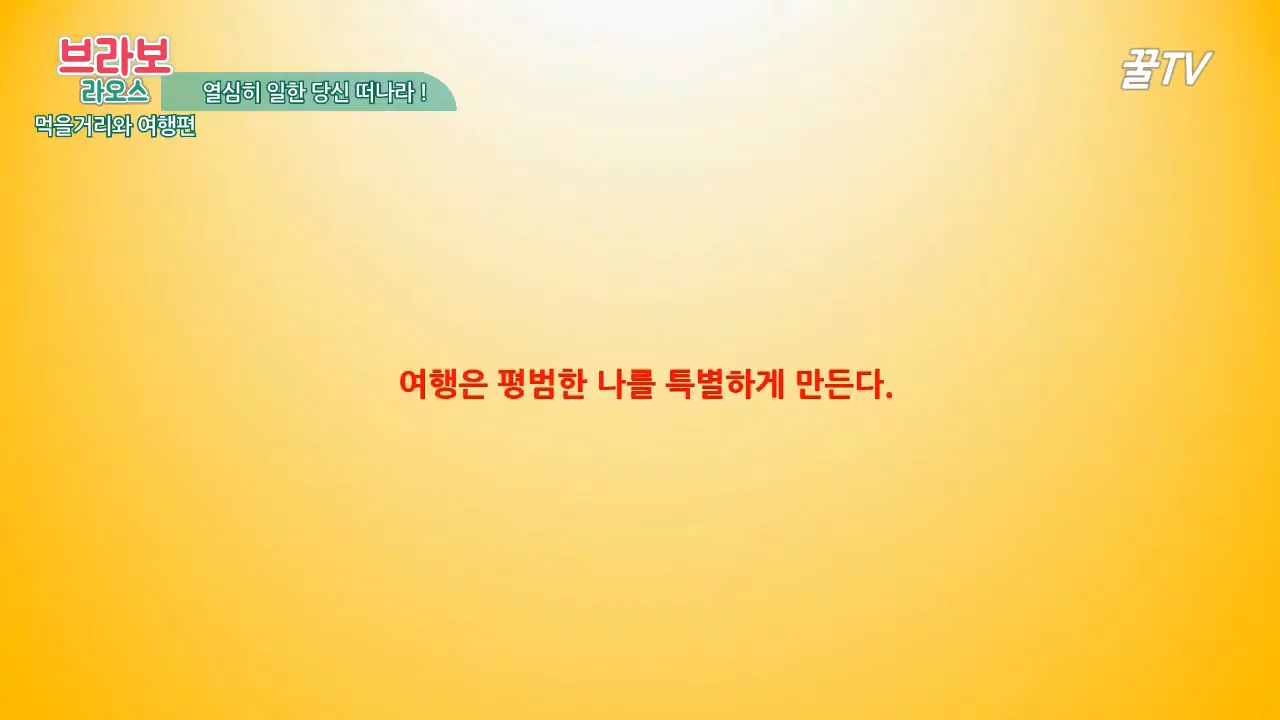 브라보
라오스
열심히 일한 당신 떠나라 !
먹을거리와 여행편
꿀TV
여행은 평범한 나를 특별하게 만든다.